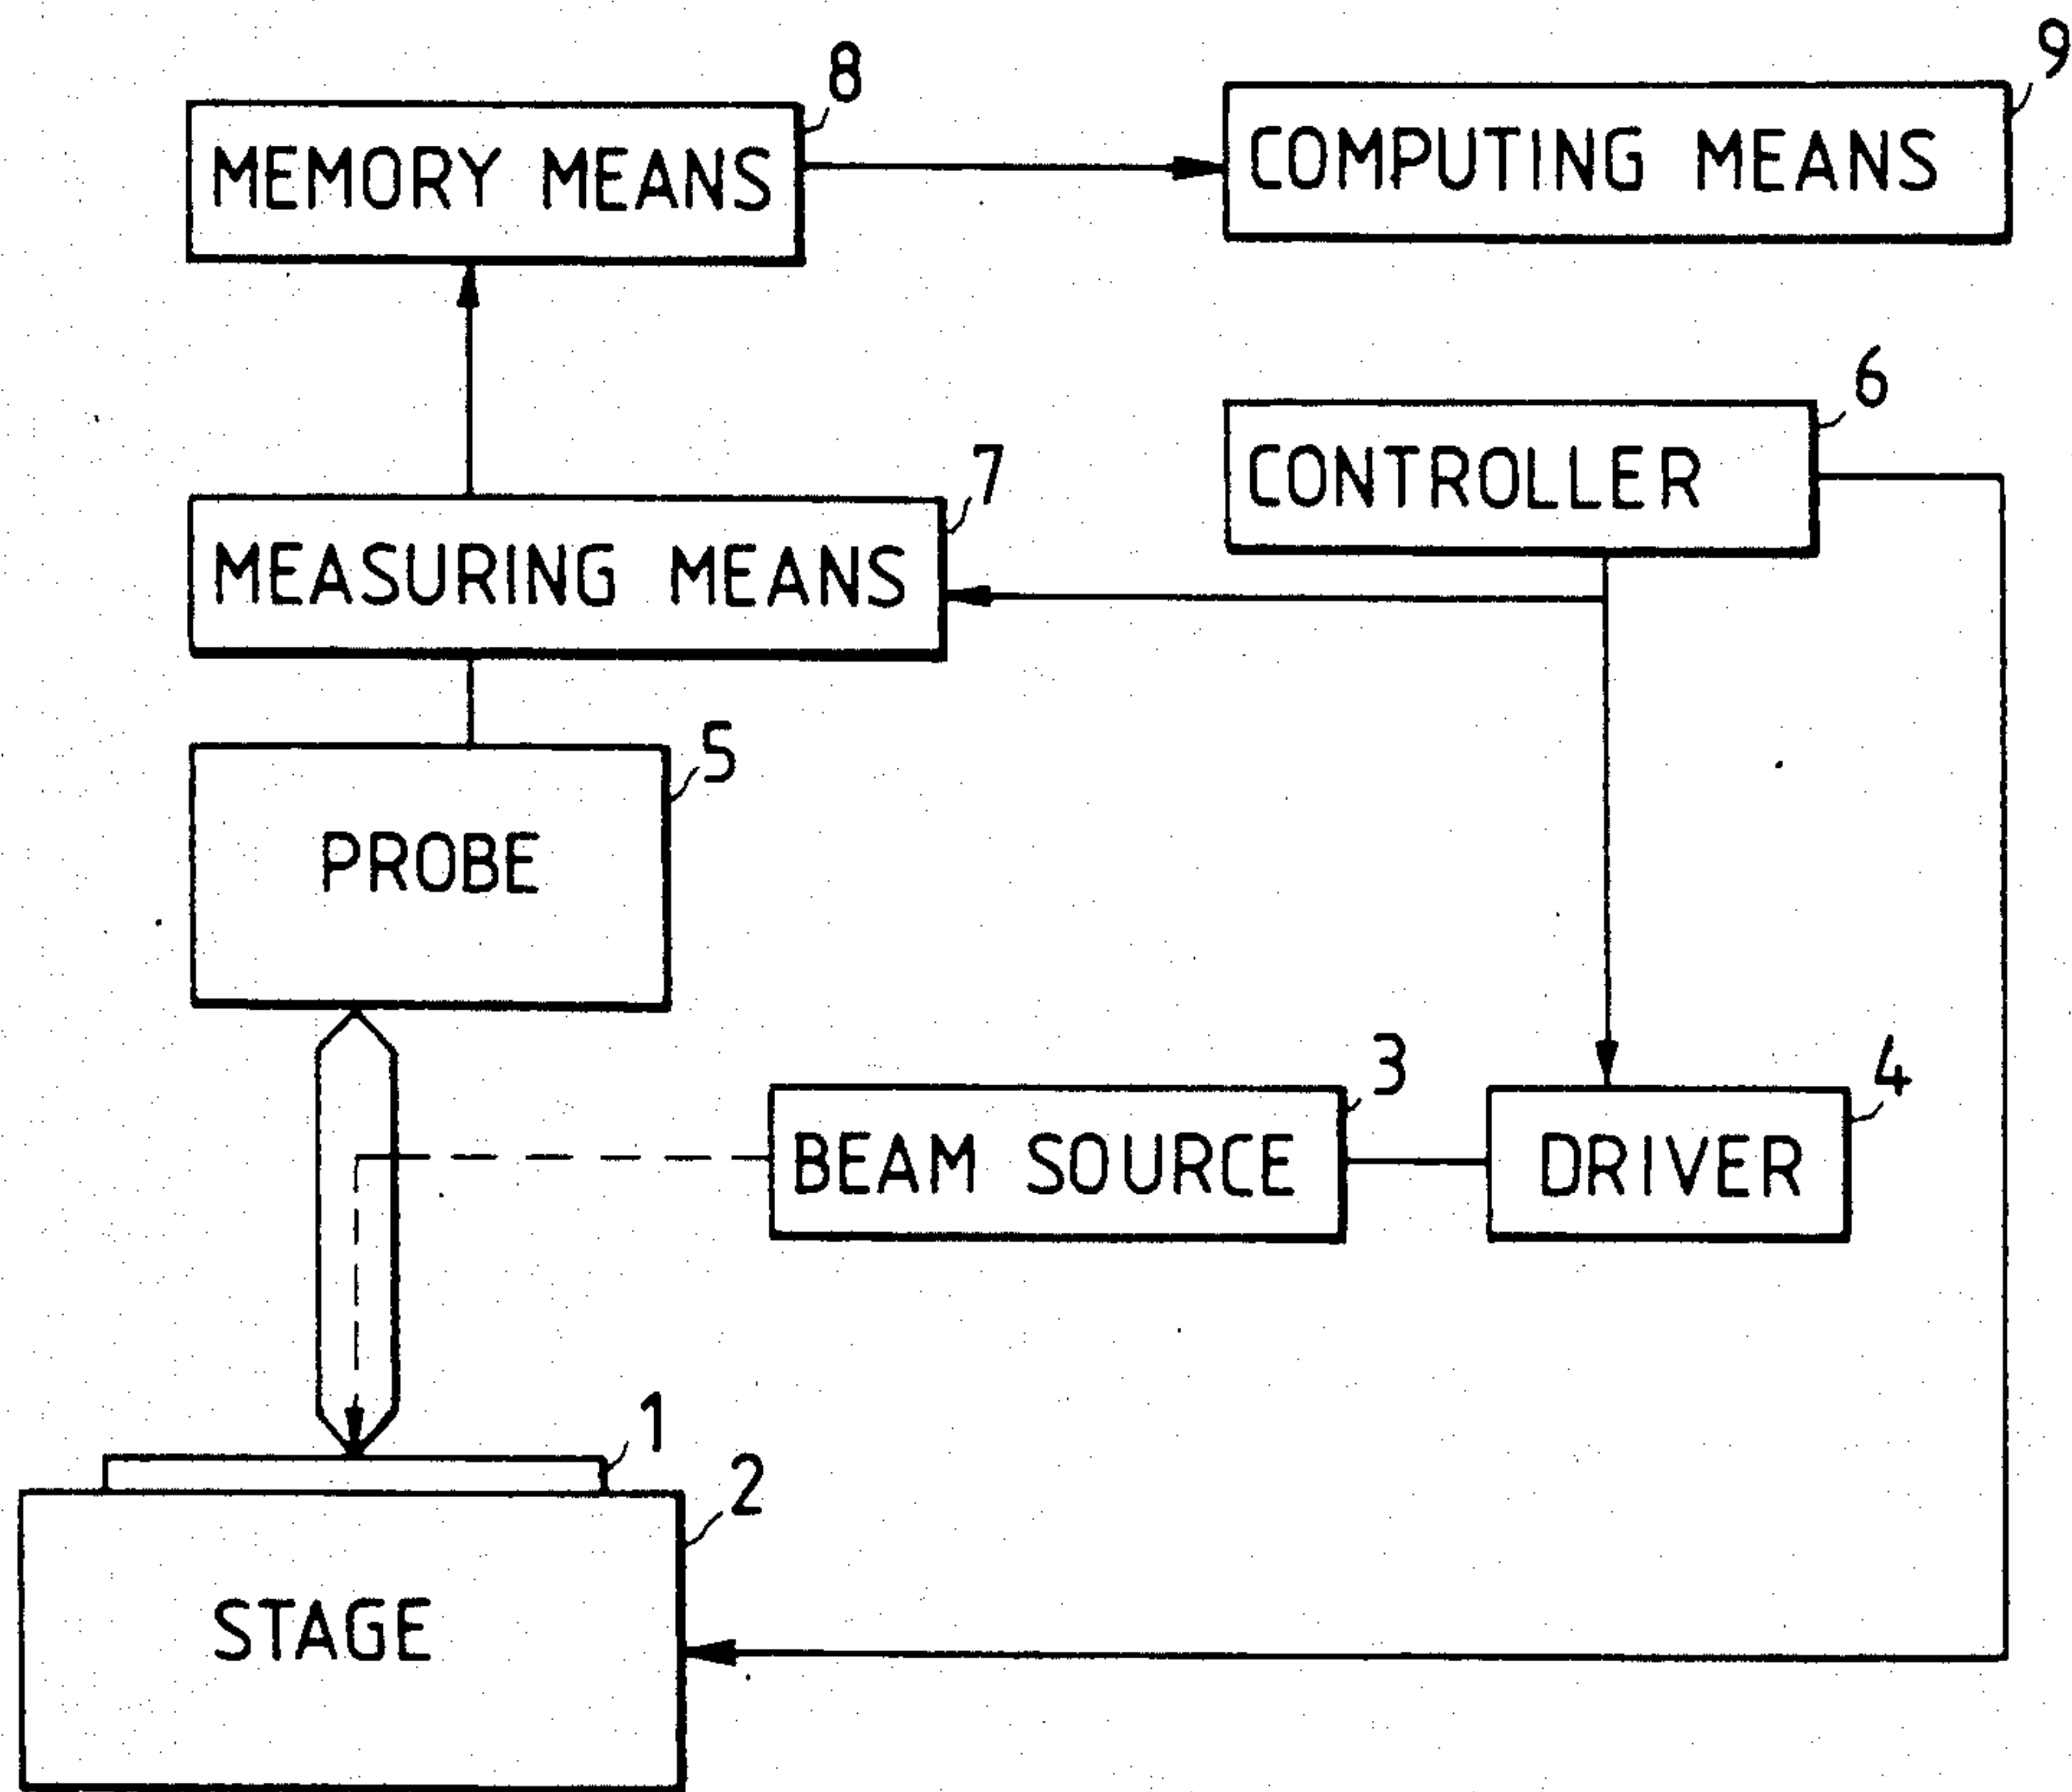 8
9
MEMORY MEANS
COMPUTING MEANS
6
7
CONTROLLER
MEASURING MEANS
5
PROBE
3
4
BEAM SOURCE
DRIVER
1
2
STAGE